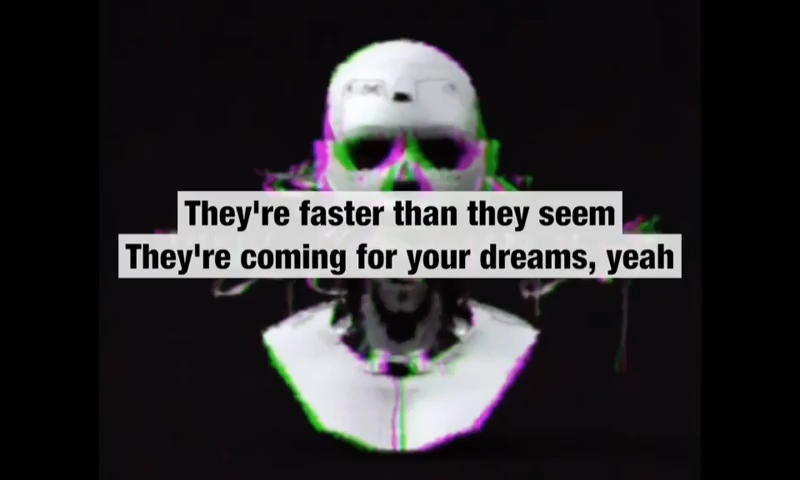 They're faster than they seem
They're coming for your dreams, yeah